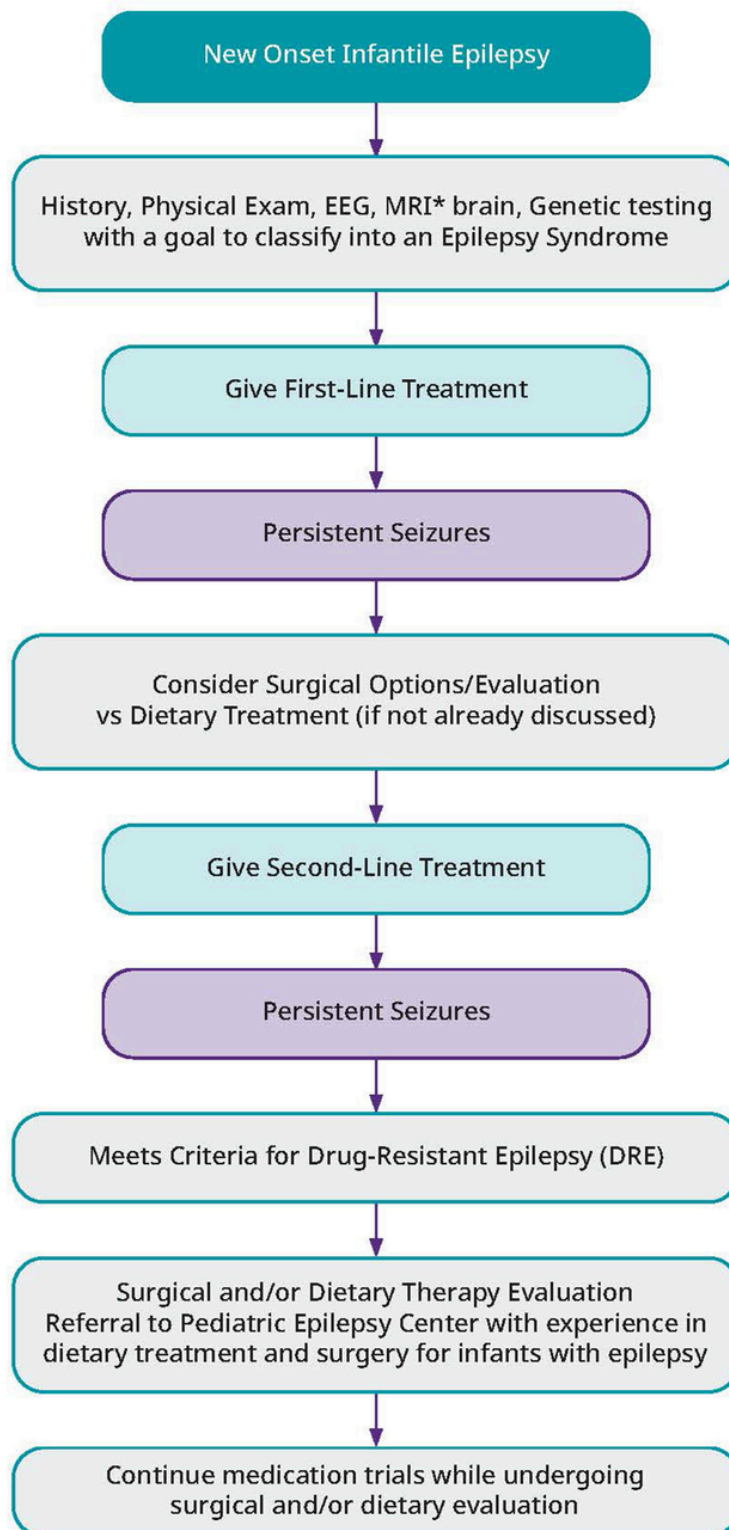 New Onset Infantile Epilepsy
History, Physical Exam, EEG, MRI* brain, Genetic testing
with a goal to classify into an Epilepsy Syndrome
Give First-Line Treatment
Persistent Seizures
Consider Surgical Options/Evaluation
vs Dietary Treatment (if not already discussed)
Give Second-Line Treatment
Persistent Seizures
Meets Criteria for Drug-Resistant Epilepsy (DRE)
Surgical and/or Dietary Therapy Evaluation
Referral to Pediatric Epilepsy Center with experience in
dietary treatment and surgery for infants with epilepsy
Continue medication trials while undergoing
surgical and/or dietary evaluation